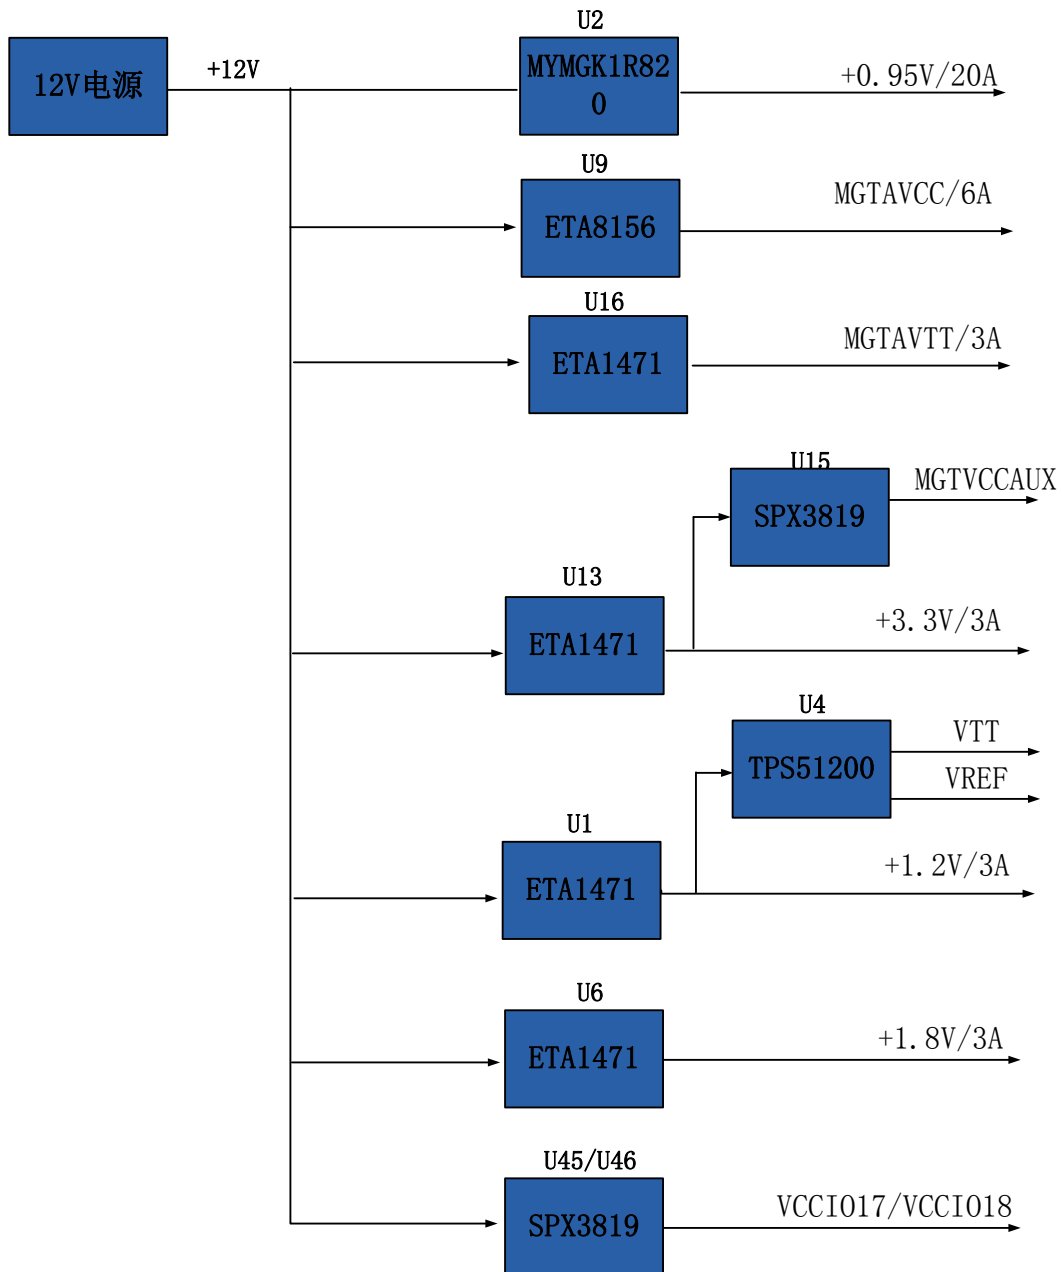 U2
12V电源
+12V
MYMGK1R82
0
+0.95V/20A
U9
ETA8156
MGTAVCC/6A
U16
ETA1471
MGTAVTT/3A
U15
SPX3819
MGTVCCAUX
U13
ETA1471
+3.3V/3A
U4
TPS51200
VTT
VREF
U1
ETA1471
+1.2V/3A
U6
ETA1471
+1.8V/3A
U45/U46
SPX3819
VCCIO17/VCCIO18